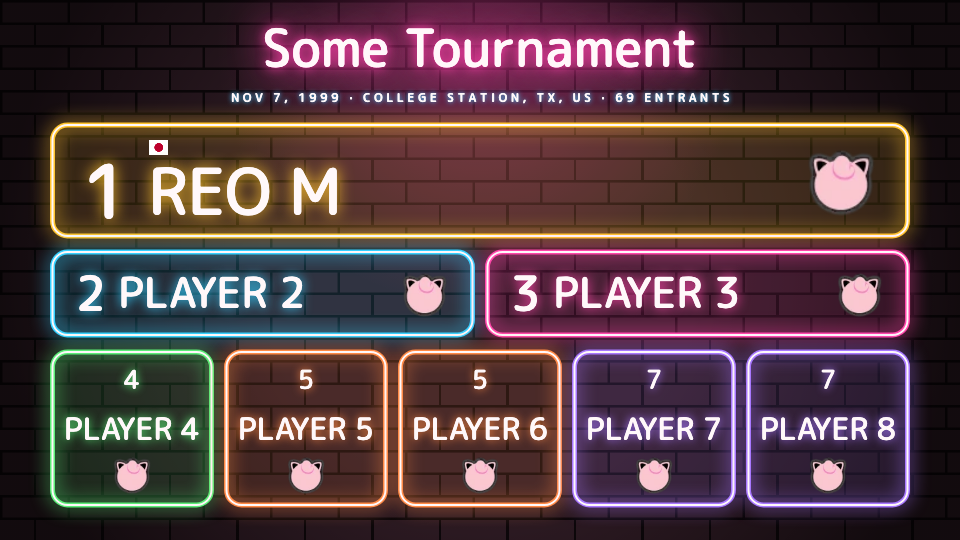 Some Tournament
NOV 7, 1999 · COLLEGE STATION, TX, US · 69 ENTRANTS
1 REO M
2 PLAYER 2
3 PLAYER 3
4
PLAYER 4
5
PLAYER 5
5
PLAYER 6
7
PLAYER 7
7
PLAYER 8